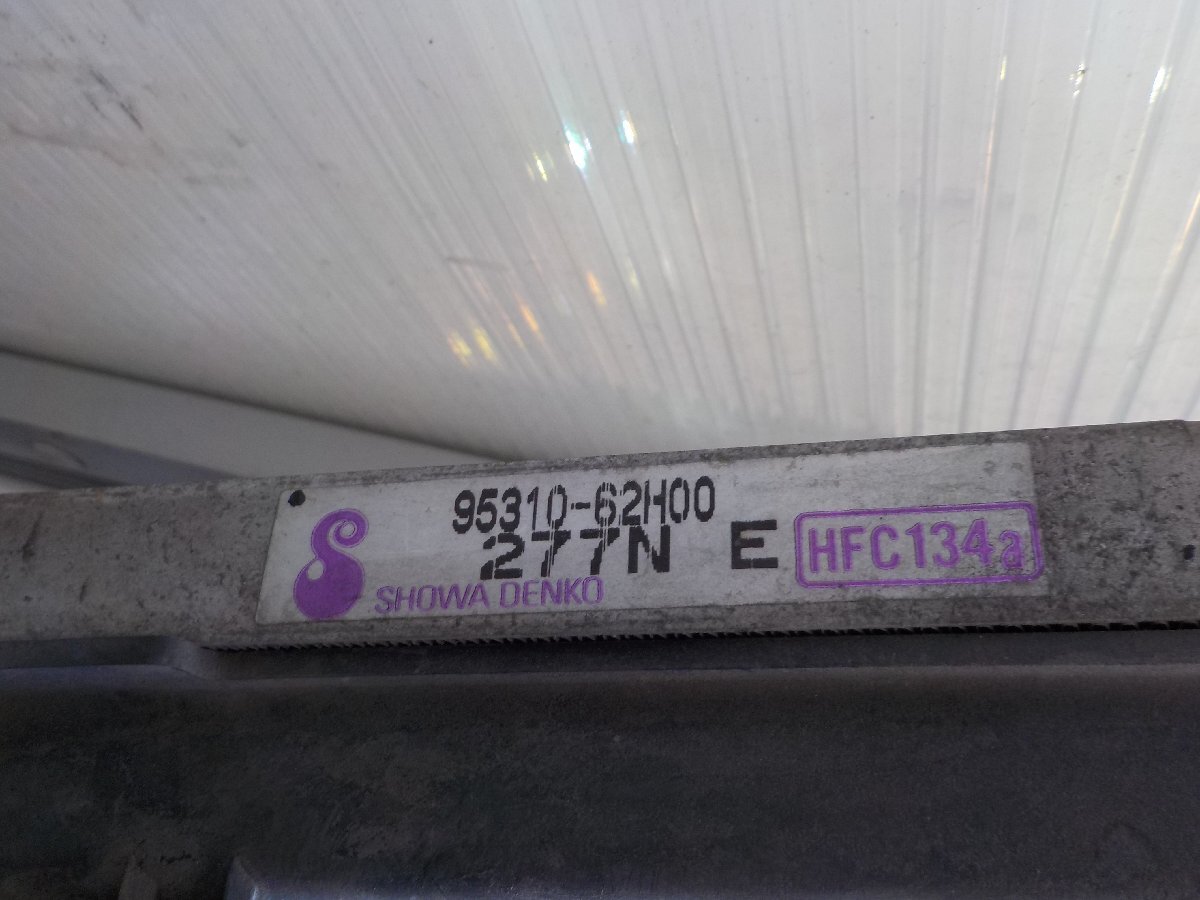 95310-62H00
277N E
HFC134a
SHOWA DENKO